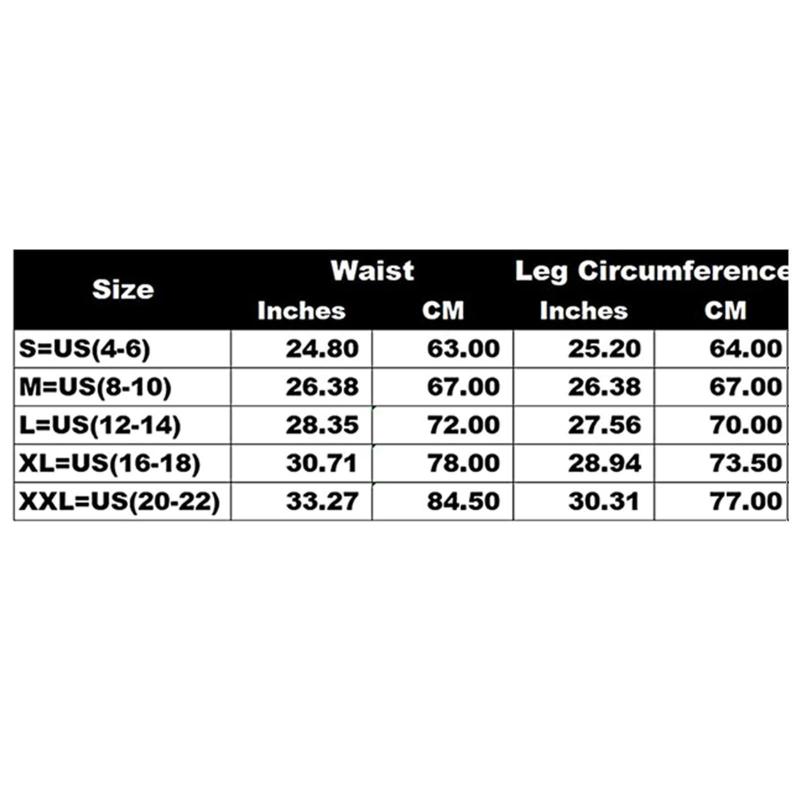 Size Waist Leg Circumference
Inches CM Inches CM
S=US(4-6) 24.80 63.00 25.20 64.00
M=US(8-10) 26.38 67.00 26.38 67.00
L=US(12-14) 28.35 72.00 27.56 70.00
XL=US(16-18) 30.71 78.00 28.94 73.50
XXL=US(20-22) 33.27 84.50 30.31 77.00